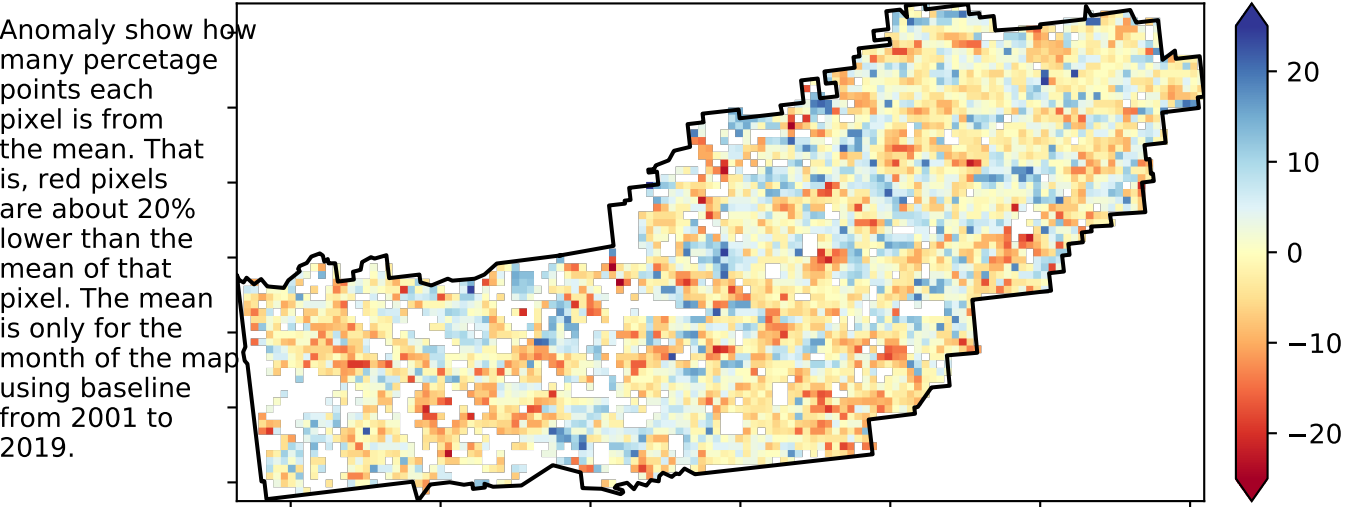 Anomaly show how
many percetage
points each
pixel is from
the mean. That
is, red pixels
are about 20%
lower than the
mean of that
pixel. The mean
is only for the
month of the map
using baseline
from 2001 to
2019.
20
10
0
−10
−20